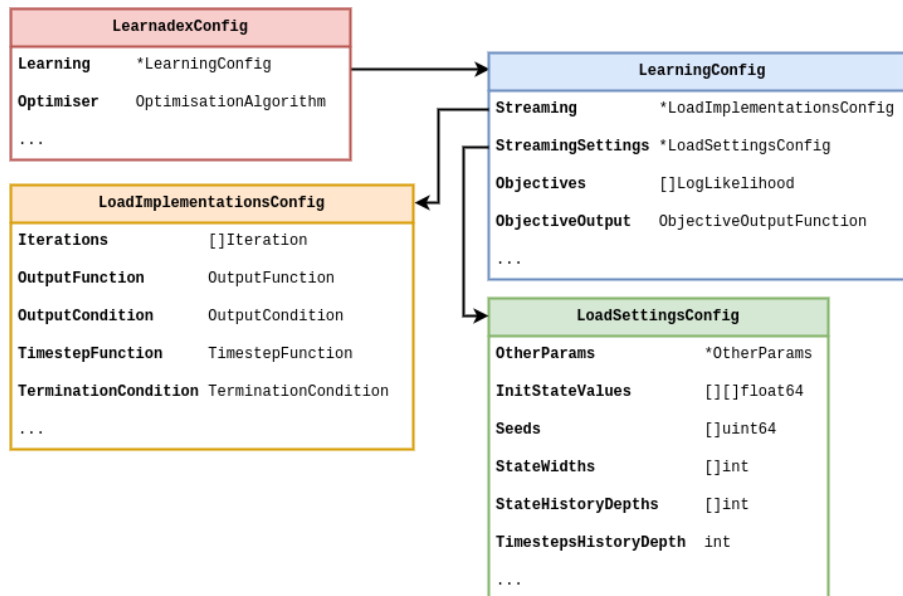 LearnadexConfig
Learning *LearningConfig
Optimiser OptimisationAlgorithm
...
LearningConfig
Streaming *LoadImplementationsConfig
StreamingSettings *LoadSettingsConfig
Objectives []LogLikelihood
ObjectiveOutput ObjectiveOutputFunction
...
LoadImplementationsConfig
Iterations []Iteration
OutputFunction OutputFunction
OutputCondition OutputCondition
TimestepFunction TimestepFunction
TerminationCondition TerminationCondition
...
LoadSettingsConfig
OtherParams *OtherParams
InitStateValues [][]float64
Seeds []uint64
StateWidths []int
StateHistoryDepths []int
TimestepsHistoryDepth int
...